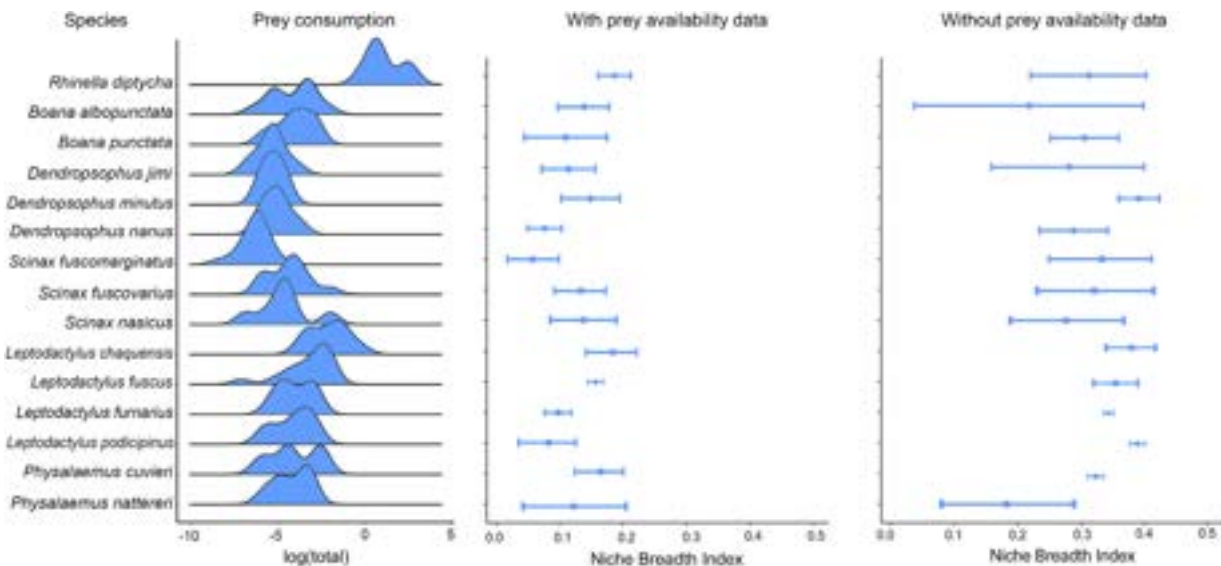 Species Prey consumption With prey availability data Without prey availability data
Rhinella diptycha
Boana albopunctata
Boana punctata
Dendropsophus jimi
Dendropsophus minutus
Dendropsophus nanus
Scinax fuscomarginatus
Scinax fuscovarius
Scinax nasicus
Leptodactylus chaquensis
Leptodactylus fuscus
Leptodactylus furnarius
Leptodactylus podicipinus
Physalaemus cuvieri
Physalaemus nattereri
-10 -5 0 5 0.0 0.1 0.2 0.3 0.4 0.5 0.0 0.1 0.2 0.3 0.4 0.5
log(total) Niche Breadth Index Niche Breadth Index